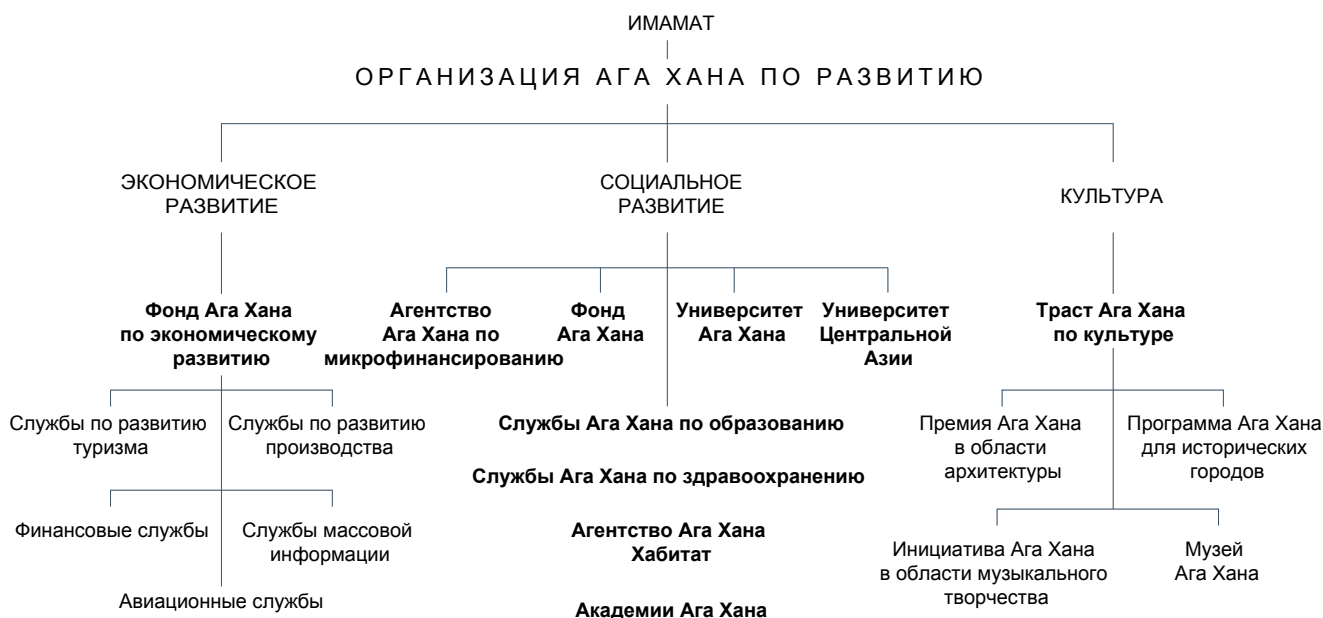 ИМАМАТ
ОРГАНИЗАЦИЯ АГА ХАНА ПО РАЗВИТИЮ
ЭКОНОМИЧЕСКОЕ
РАЗВИТИЕ
СОЦИАЛЬНОЕ
РАЗВИТИЕ
КУЛЬТУРА
Фонд Ага Хана
по экономическому
развитию
Агентство
Ага Хана по
микрофинансированию
Фонд
Ага Хана
Университет
Ага Хана
Университет
Центральной
Азии
Траст Ага Хана
по культуре
Службы по развитию
туризма
Службы по развитию
производства
Финансовые службы
Службы массовой
информации
Авиационные службы
Службы Ага Хана по образованию
Службы Ага Хана по здравоохранению
Агентство Ага Хана
Хабитат
Академии Ага Хана
Премия Ага Хана
в области
архитектуры
Программа Ага Хана
для исторических
городов
Инициатива Ага Хана
в области музыкального
творчества
Музей
Ага Хана